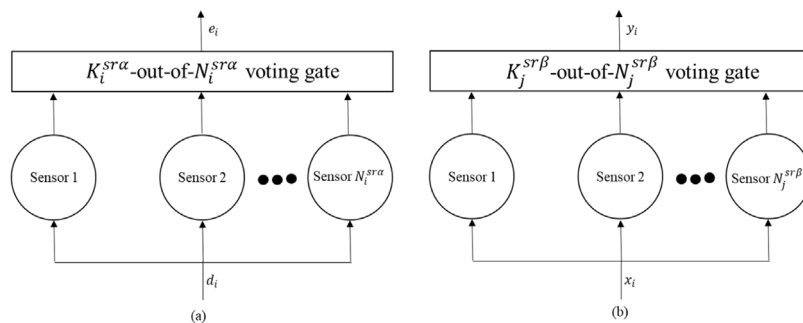 e_i
K_i^{srα}-out-of-N_i^{srα} voting gate
Sensor 1
Sensor 2
Sensor N_i^{srα}
d_i
(a)
y_i
K_j^{srβ}-out-of-N_j^{srβ} voting gate
Sensor 1
Sensor 2
Sensor N_j^{srβ}
x_i
(b)